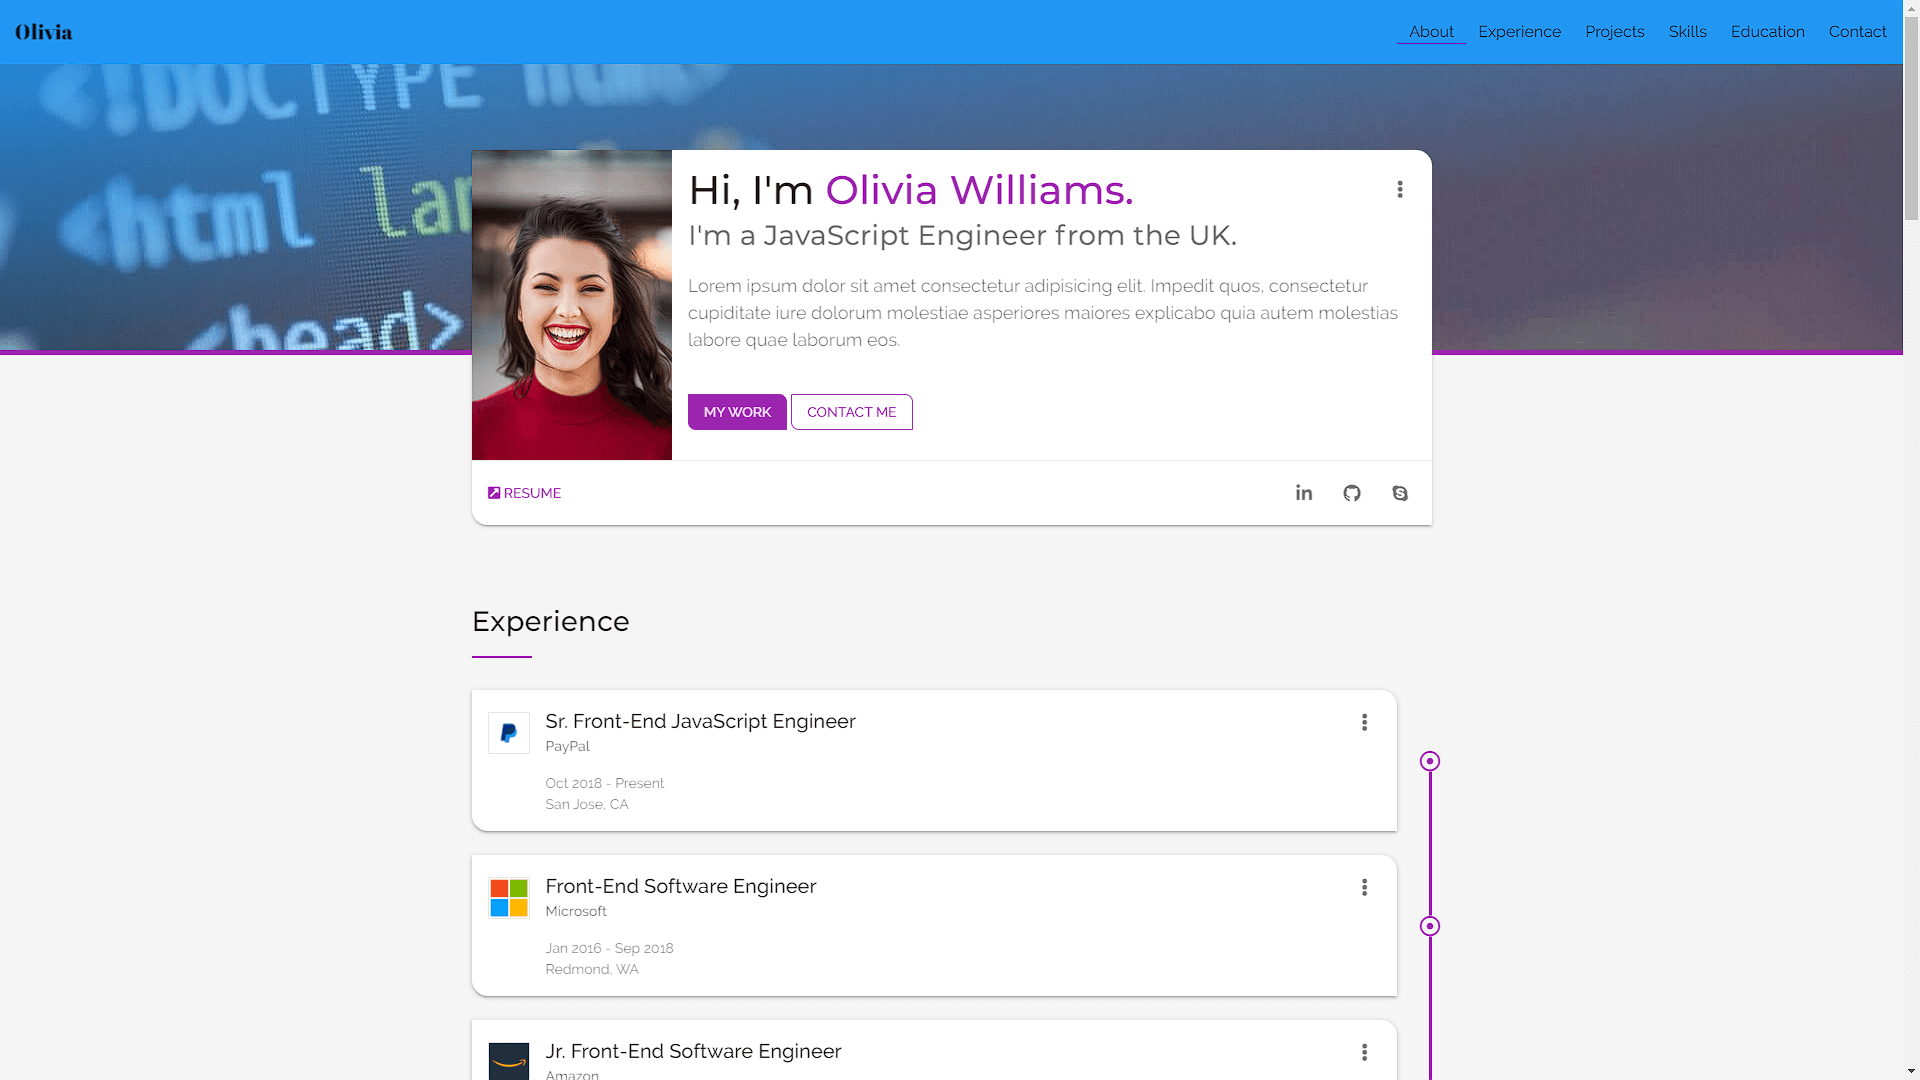 Olivia
About Experience Projects Skills Education Contact
<!DOCTYPE html>
<html la
<head>
Hi, I'm Olivia Williams.
I'm a JavaScript Engineer from the UK.
Lorem ipsum dolor sit amet consectetur adipisicing elit. Impedit quos, consectetur
cupiditate iure dolorum molestiae asperiores maiores explicabo quia autem molestias
labore quae laborum eos.
MY WORK CONTACT ME
RESUME
in
Experience
Sr. Front-End JavaScript Engineer
PayPal
Oct 2018 - Present
San Jose, CA
Front-End Software Engineer
Microsoft
Jan 2016 - Sep 2018
Redmond, WA
Jr. Front-End Software Engineer
Amazon